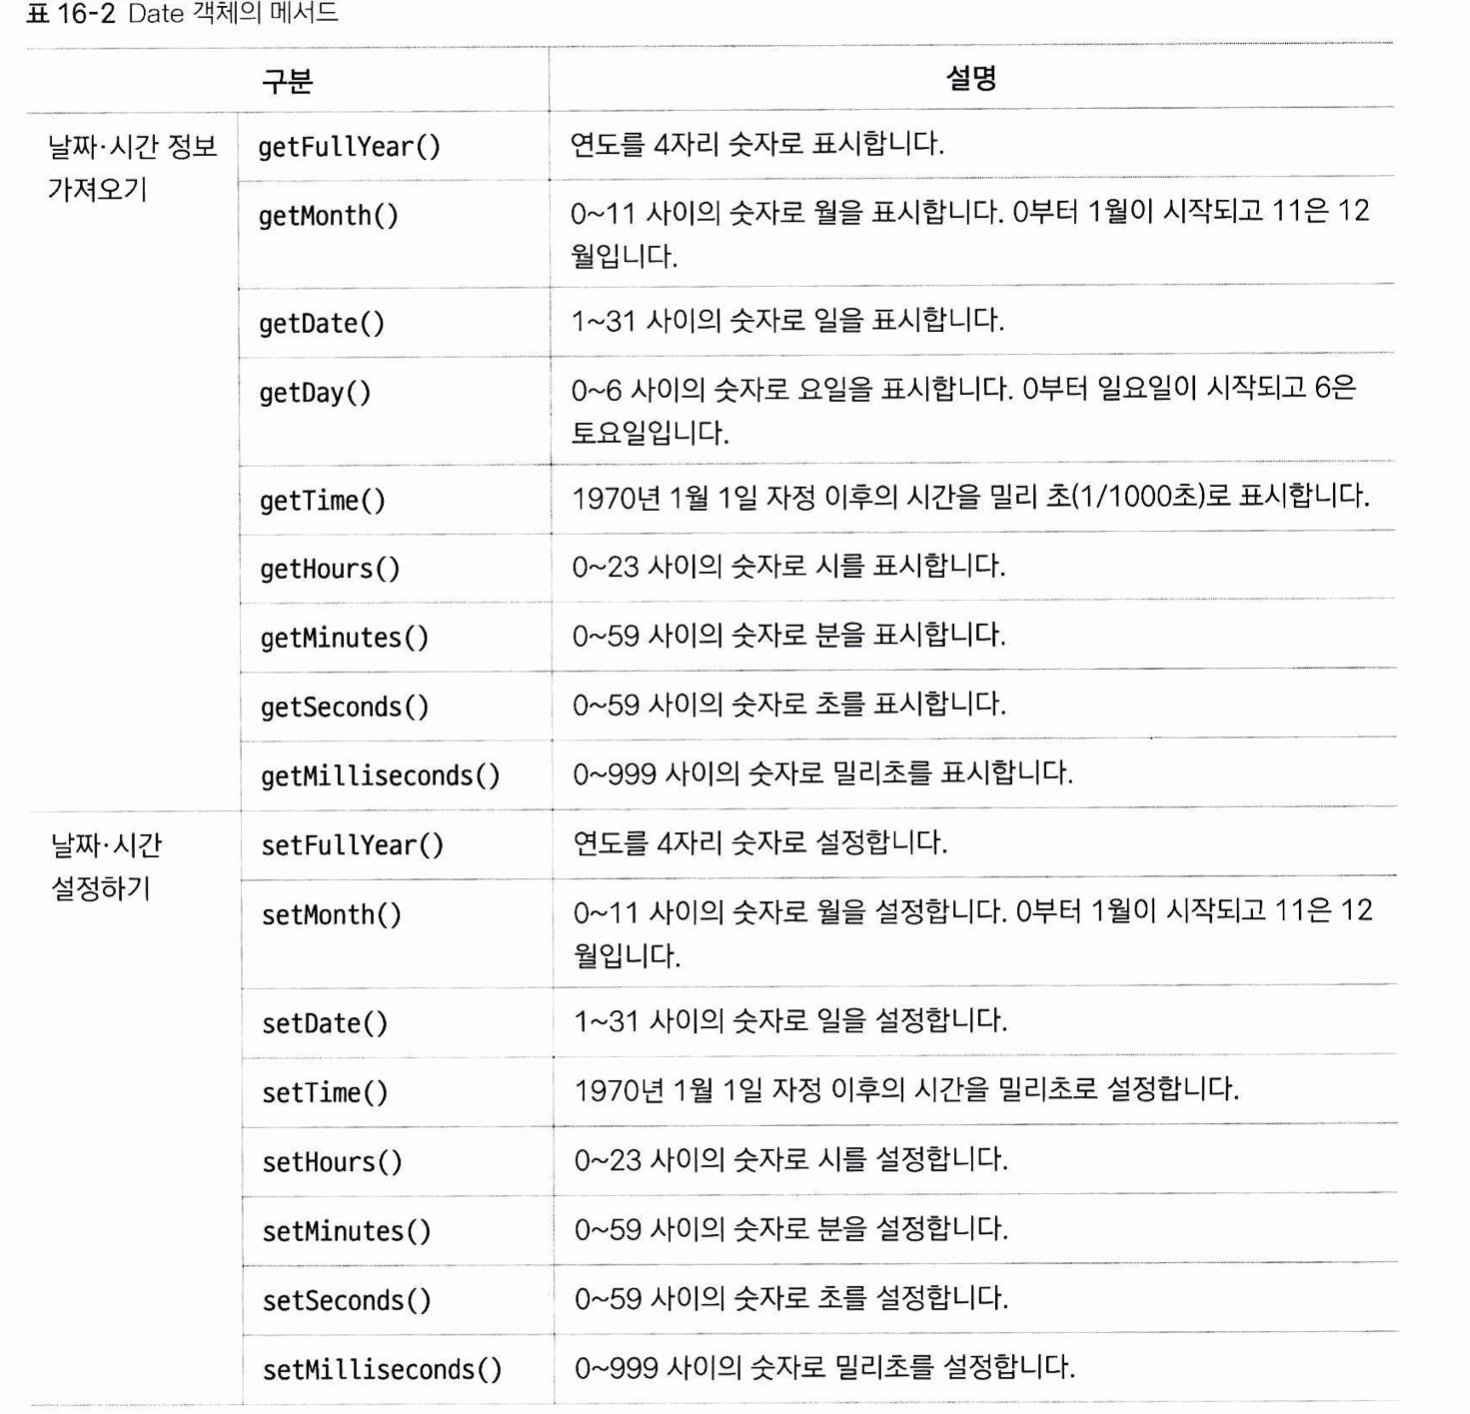 표 16-2 Date 객체의 메서드
구분 설명
날짜·시간 정보 getFullYear() 연도를 4자리 숫자로 표시합니다.
가져오기
getMonth() 0~11 사이의 숫자로 월을 표시합니다. 0부터 1월이 시작되고 11은 12
월입니다.
getDate() 1~31 사이의 숫자로 일을 표시합니다.
getDay() 0~6 사이의 숫자로 요일을 표시합니다. 0부터 일요일이 시작되고 6은
토요일입니다.
getTime() 1970년 1월 1일 자정 이후의 시간을 밀리 초(1/1000초)로 표시합니다.
getHours() 0~23 사이의 숫자로 시를 표시합니다.
getMinutes() 0~59 사이의 숫자로 분을 표시합니다.
getSeconds() 0~59 사이의 숫자로 초를 표시합니다.
getMilliseconds() 0~999 사이의 숫자로 밀리초를 표시합니다.
날짜·시간 setFullYear() 연도를 4자리 숫자로 설정합니다.
설정하기
setMonth() 0~11 사이의 숫자로 월을 설정합니다. 0부터 1월이 시작되고 11은 12
월입니다.
setDate() 1~31 사이의 숫자로 일을 설정합니다.
setTime() 1970년 1월 1일 자정 이후의 시간을 밀리초로 설정합니다.
setHours() 0~23 사이의 숫자로 시를 설정합니다.
setMinutes() 0~59 사이의 숫자로 분을 설정합니다.
setSeconds() 0~59 사이의 숫자로 초를 설정합니다.
setMilliseconds() 0~999 사이의 숫자로 밀리초를 설정합니다.